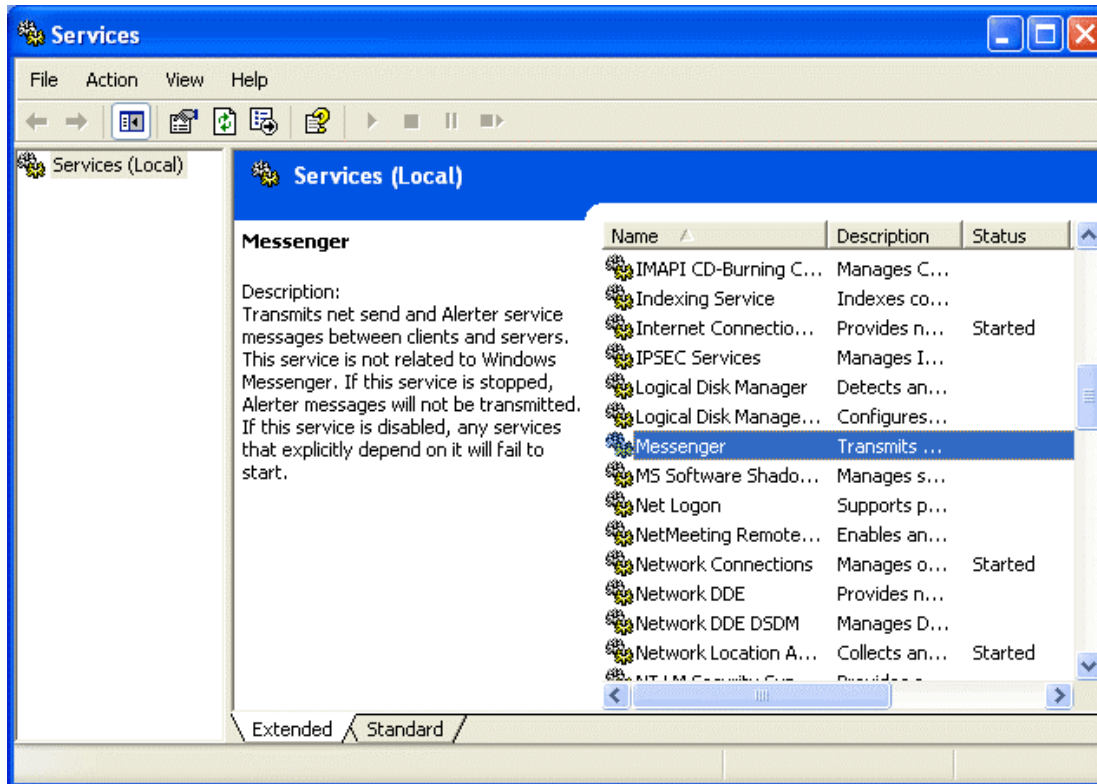 Services
File Action View Help
Services (Local)
Services (Local)
Messenger
Description:
Transmits net send and Alerter service
messages between clients and servers.
This service is not related to Windows
Messenger. If this service is stopped,
Alerter messages will not be transmitted.
If this service is disabled, any services
that explicitly depend on it will fail to
start.
Name Description Status
IMAPI CD-Burning C... Manages C...
Indexing Service Indexes co...
Internet Connectio... Provides n... Started
IPSEC Services Manages I...
Logical Disk Manager Detects an...
Logical Disk Manage... Configures...
Messenger Transmits ...
MS Software Shado... Manages s...
Net Logon Supports p...
NetMeeting Remote... Enables an...
Network Connections Manages o... Started
Network DDE Provides n...
Network DDE DSDM Manages D...
Network Location A... Collects an... Started
Extended Standard